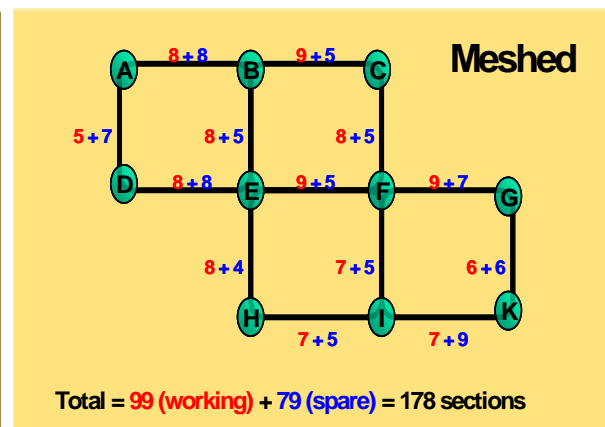 Meshed
8+8 9+5
A B C
5+7 8+5 8+5
8+8 9+5 9+7
D E F G
8+4 7+5 6+6
H I K
7+5 7+9
Total = 99 (working) + 79 (spare) = 178 sections